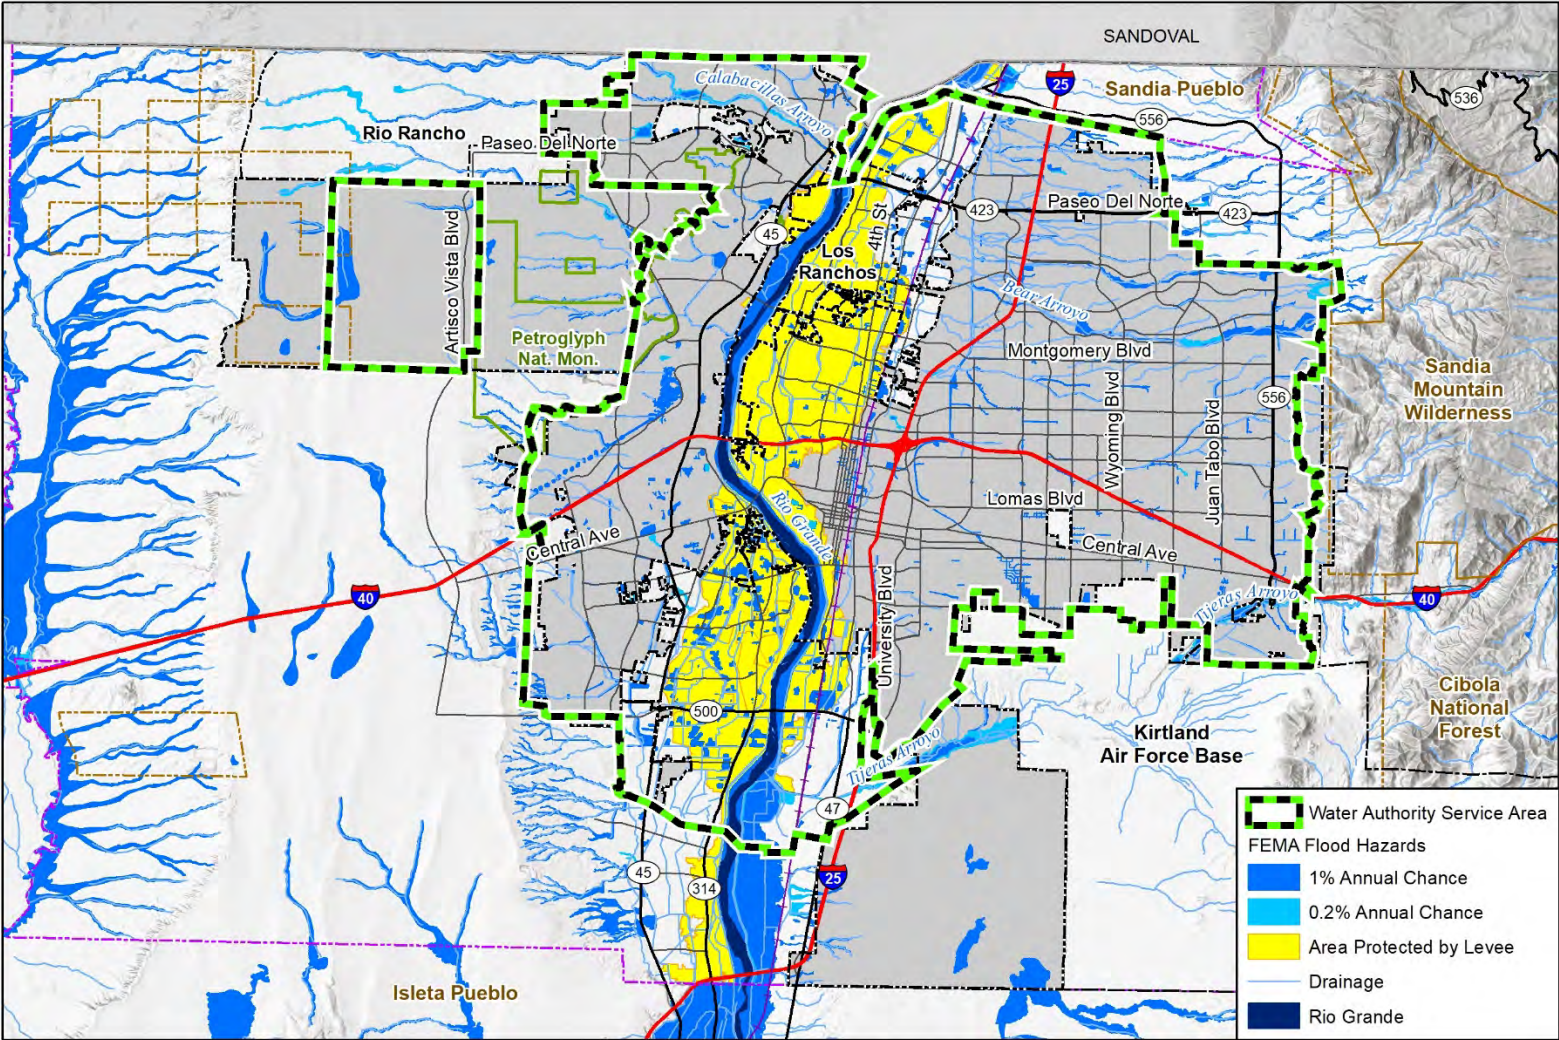 SANDOVAL
25
Sandia Pueblo
536
556
Calabacillas Arroyo
Rio Rancho
Paseo Del Norte
Paseo Del Norte
423
423
4th St
45
Los
Ranchos
Artisco Vista Blvd
Bear Arroyo
Petroglyph
Nat. Mon.
Montgomery Blvd
Sandia
Mountain
Wilderness
556
Wyoming Blvd
Juan Tabo Blvd
Lomas Blvd
Rio Grande
Central Ave
Central Ave
40
40
Tijeras Arroyo
University Blvd
500
Cibola
National
Forest
Kirtland
Air Force Base
Tijeras Arroyo
47
45
314
25
Isleta Pueblo
Water Authority Service Area
FEMA Flood Hazards
1% Annual Chance
0.2% Annual Chance
Area Protected by Levee
Drainage
Rio Grande